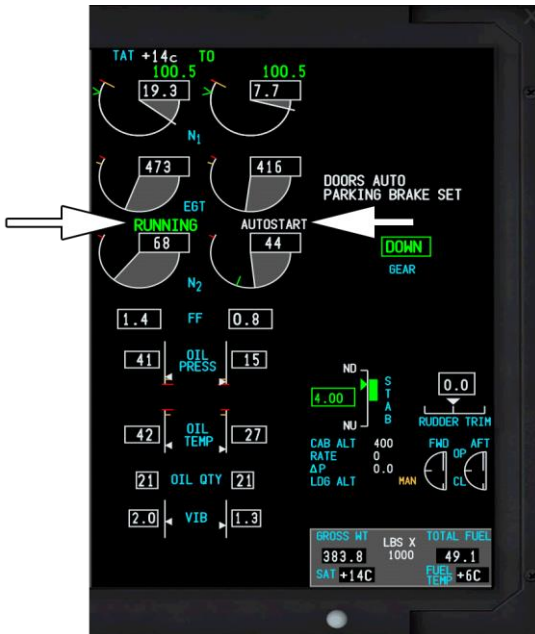 TAT +14c TO
100.5 100.5
19.3 7.7
N1
473 416
DOORS AUTO
PARKING BRAKE SET
EGT
RUNNING AUTOSTART
68 44
DOWN
GEAR
N2
1.4 FF 0.8
41 OIL PRESS 15
ND
STAB
4.00
0.0
NU
RUDDER TRIM
42 OIL TEMP 27
CAB ALT 400
RATE 0
ΔP 0.0
LDG ALT MAN
FWD AFT
OP
CL
21 OIL QTY 21
2.0 VIB 1.3
GROSS WT LBS X 1000 TOTAL FUEL
383.8 49.1
SAT +14C FUEL TEMP +6C